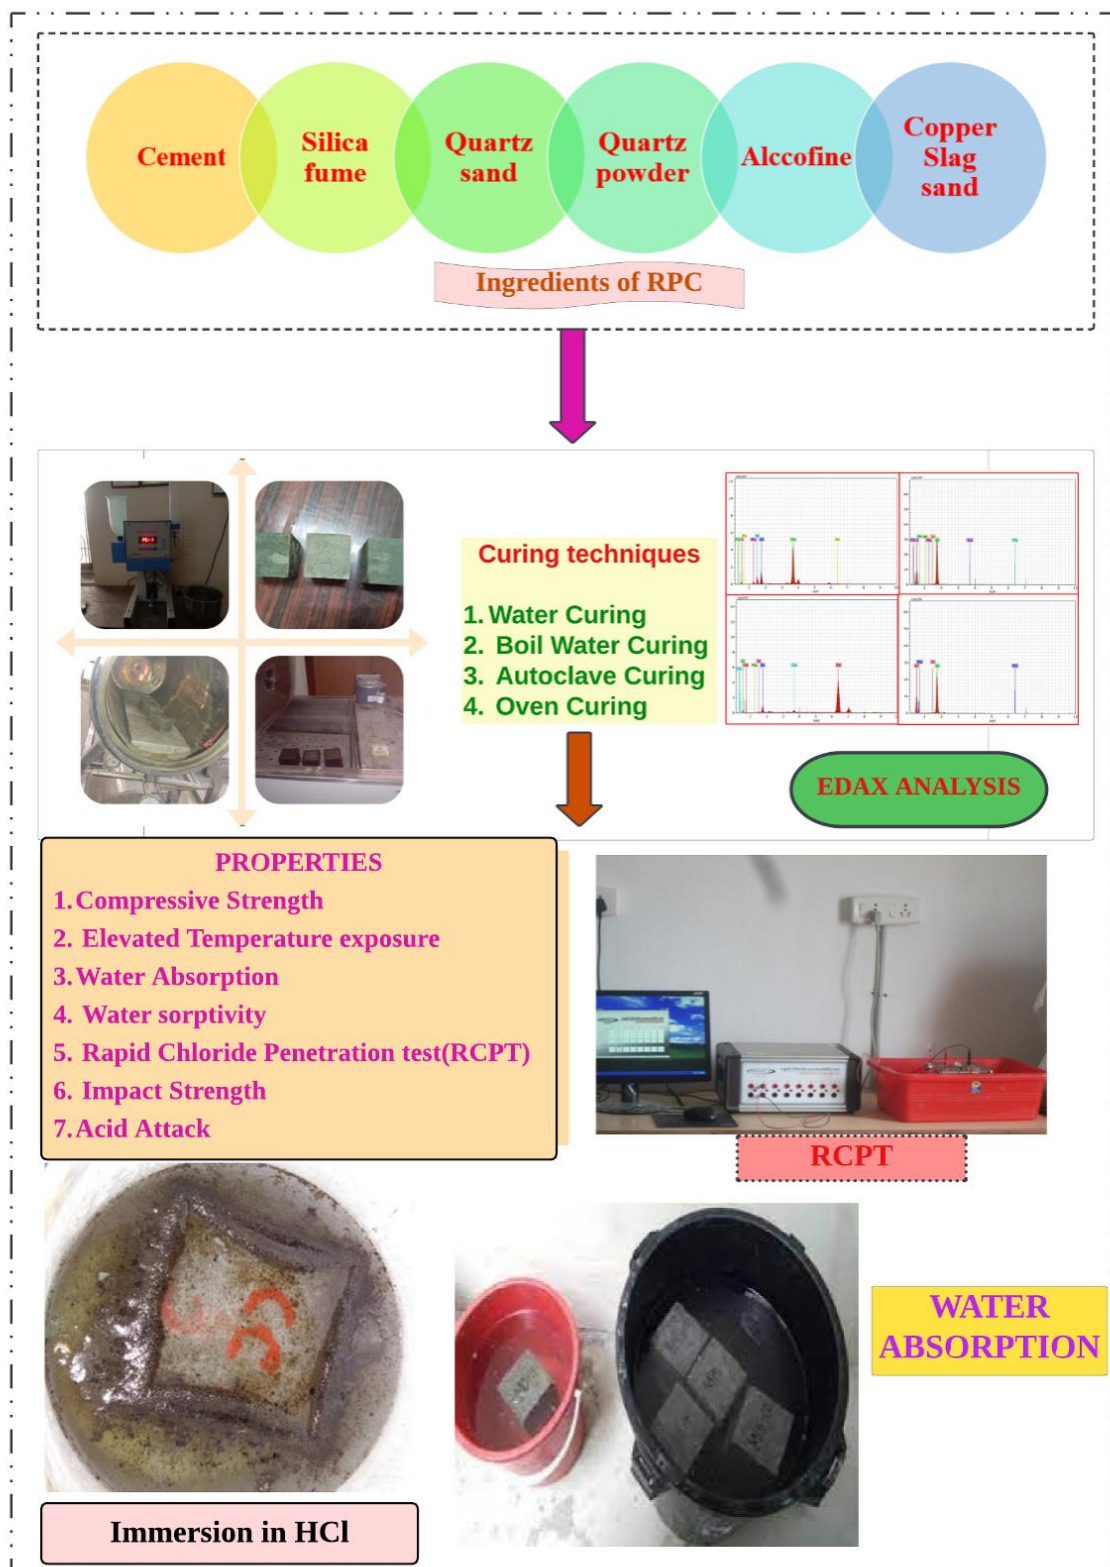 Cement
Silica
fume
Quartz
sand
Quartz
powder
Alccofine
Copper
Slag
sand
Ingredients of RPC
Curing techniques
1. Water Curing
2. Boil Water Curing
3. Autoclave Curing
4. Oven Curing
EDAX ANALYSIS
PROPERTIES
1. Compressive Strength
2. Elevated Temperature exposure
3. Water Absorption
4. Water sorptivity
5. Rapid Chloride Penetration test(RCPT)
6. Impact Strength
7. Acid Attack
RCPT
WATER
ABSORPTION
Immersion in HCl